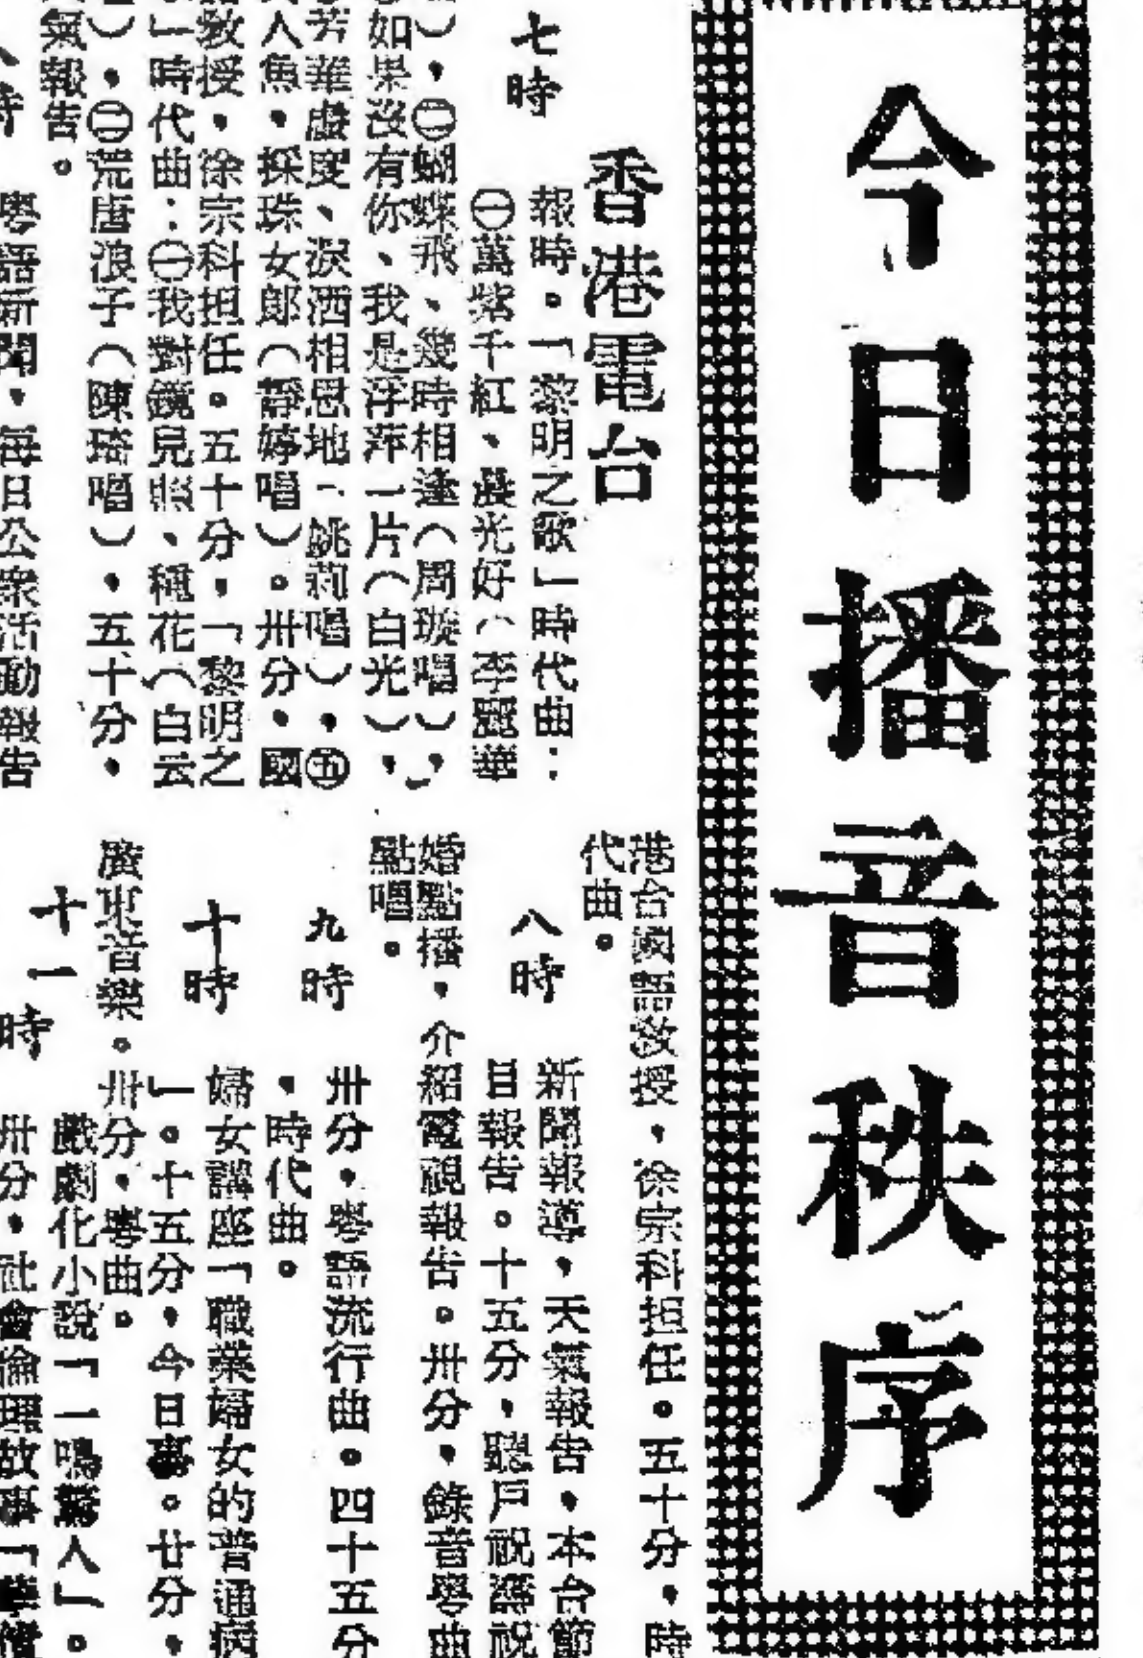 今日播音秩序
香港電台
七時
報時。「黎明之歌」時代曲：
㊀萬紫千紅、晨光好（李麗華
唱），㊁蝴蝶飛、幾時相逢（周璇唱），
如果沒有你、我是浮萍一片（白光），
芳華虛度、淚洒相思地（姚莉唱），㊄
人魚，採珠女郎（靜婷唱）。卅分，國
教授，徐宗科担任。五十分，「黎明之
」時代曲：㊀我對鏡兒照、種花（白云
），㊁荒唐浪子（陳琦唱），五十分，
氣報告。
時
粵語新聞，每日公衆活動報告
港台國語教授，徐宗科担任。五十分，時
代曲。
八時
新聞報導，天氣報告，本台節
目報告。十五分，聽戶祝壽祝
婚點播，介紹電視報告。卅分，錄音粵曲
點唱。
九時
卅分，粵語流行曲。四十五分
，時代曲。
十時
婦女講座「職業婦女的普通病
」。十五分，今日事。廿分，
廣東音樂。卅分，粵曲。
十一時
戲劇化小說「一鳴驚人」。
卅分，社會倫理故事「